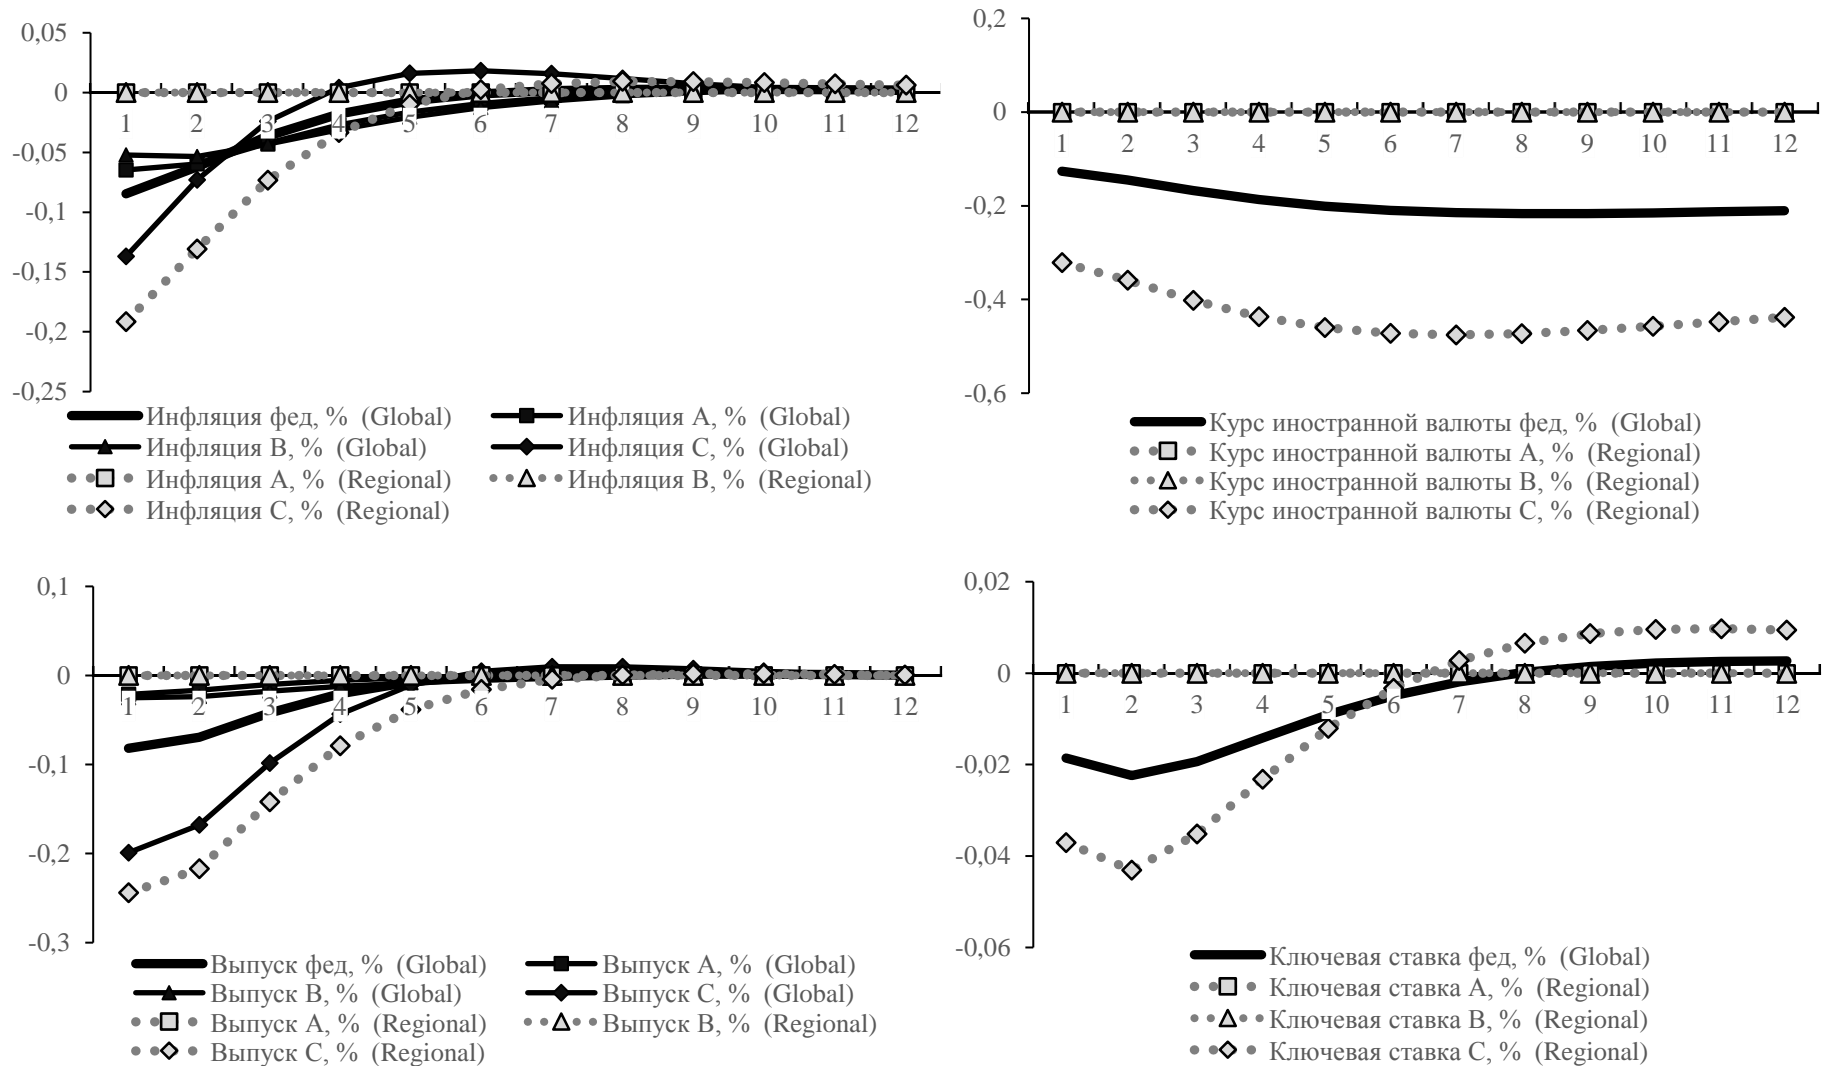 0,05
0
-0,05
-0,1
-0,15
-0,2
-0,25
1 2 3 4 5 6 7 8 9 10 11 12
Инфляция фед, % (Global)
Инфляция A, % (Global)
Инфляция B, % (Global)
Инфляция C, % (Global)
Инфляция A, % (Regional)
Инфляция B, % (Regional)
Инфляция C, % (Regional)
0,2
0
-0,2
-0,4
-0,6
1 2 3 4 5 6 7 8 9 10 11 12
Курс иностранной валюты фед, % (Global)
Курс иностранной валюты A, % (Regional)
Курс иностранной валюты B, % (Regional)
Курс иностранной валюты C, % (Regional)
0,1
0
-0,1
-0,2
-0,3
1 2 3 4 5 6 7 8 9 10 11 12
Выпуск фед, % (Global)
Выпуск A, % (Global)
Выпуск B, % (Global)
Выпуск C, % (Global)
Выпуск A, % (Regional)
Выпуск B, % (Regional)
Выпуск C, % (Regional)
0,02
0
-0,02
-0,04
-0,06
1 2 3 4 5 6 7 8 9 10 11 12
Ключевая ставка фед, % (Global)
Ключевая ставка A, % (Regional)
Ключевая ставка B, % (Regional)
Ключевая ставка C, % (Regional)